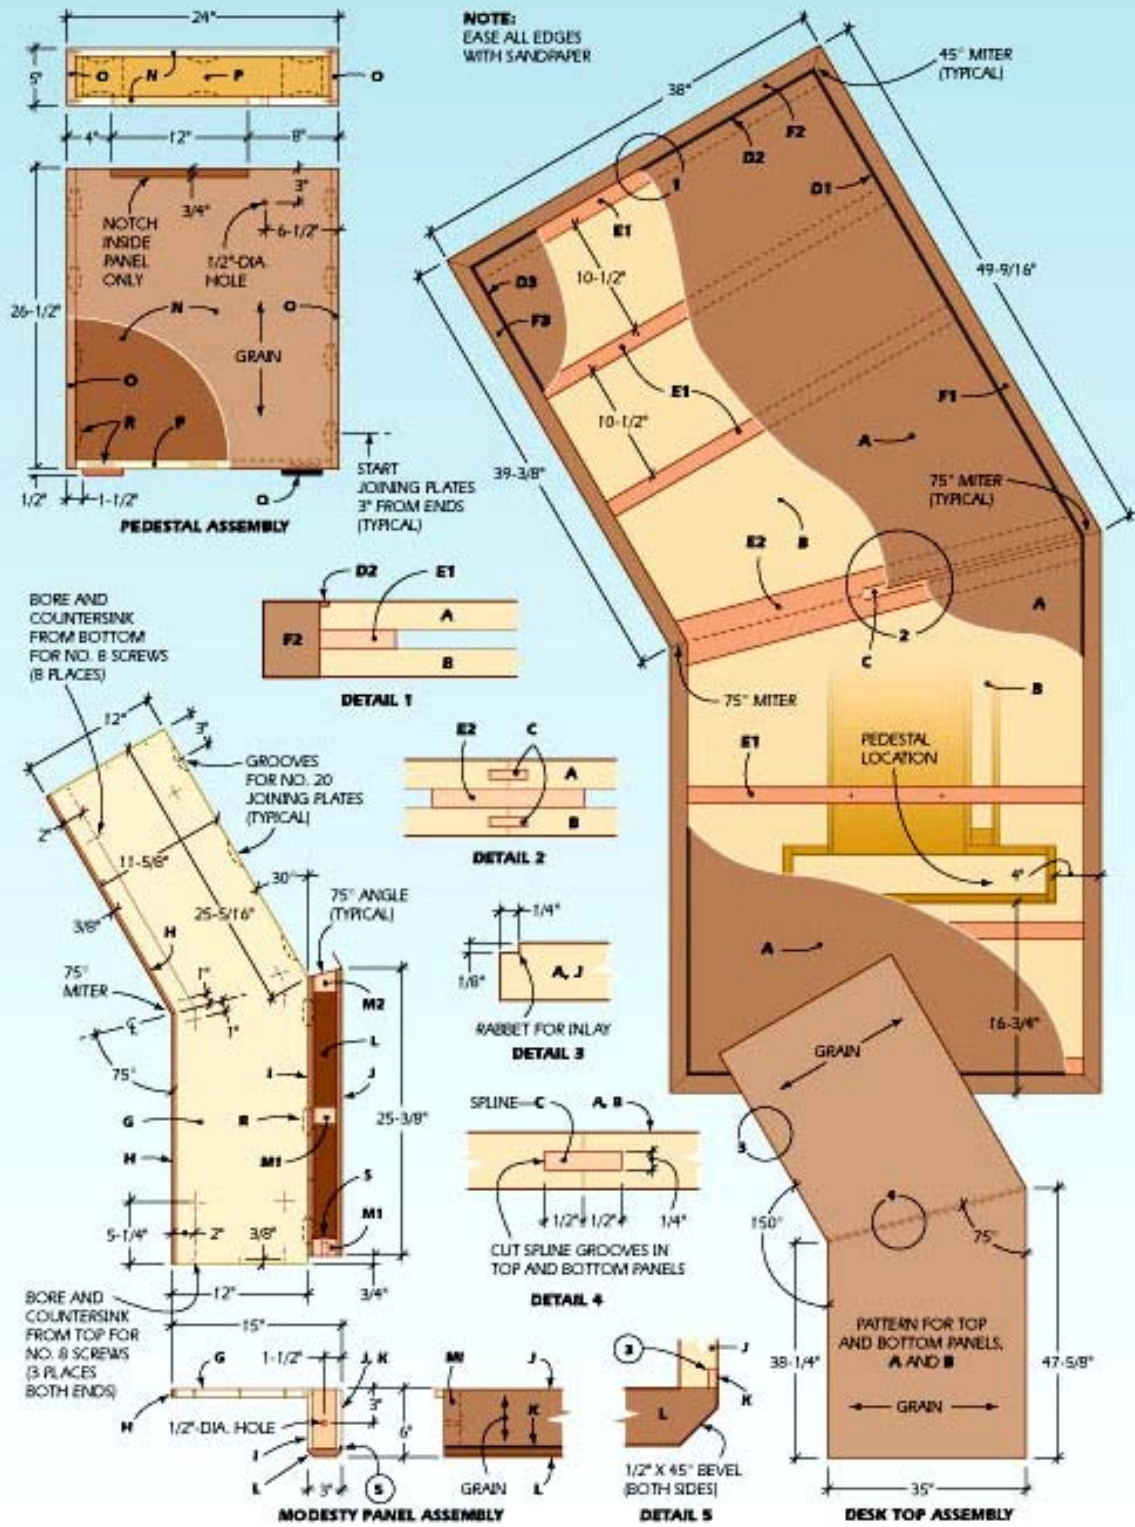 24"
NOTE:
EASE ALL EDGES
WITH SANDPAPER
5"
O
N
P
O
4"
12"
8"
NOTCH
INSIDE
PANEL
ONLY
3/4"
3"
6-1/2"
1/2"-DIA.
HOLE
26-1/2"
N
O
GRAIN
O
R
P
1/2"
1-1/2"
Q
START
JOINING PLATES
3" FROM ENDS
(TYPICAL)
PEDESTAL ASSEMBLY
45° MITER
(TYPICAL)
38"
F2
D2
D1
1
E1
10-1/2"
D3
F3
49-9/16"
E1
10-1/2"
F1
A
39-3/8"
75° MITER
(TYPICAL)
E2
B
A
C
2
75° MITER
B
E1
PEDESTAL
LOCATION
4"
A
16-3/4"
D2
E1
F2
A
B
DETAIL 1
E2
C
A
B
DETAIL 2
1/4"
1/8"
A, J
RABBET FOR INLAY
DETAIL 3
SPLINE
C
A, B
1/2"
1/2"
1/4"
CUT SPLINE GROOVES IN
TOP AND BOTTOM PANELS
DETAIL 4
BORE AND
COUNTERSINK
FROM BOTTOM
FOR NO. 8 SCREWS
(8 PLACES)
12"
3"
GROOVES
FOR NO. 20
JOINING PLATES
(TYPICAL)
2"
11-5/8"
30°
25-5/16"
75° ANGLE
(TYPICAL)
3/8"
H
75°
MITER
1"
1"
M2
L
75°
I
J
G
R
25-3/8"
H
M1
S
M1
5-1/4"
2"
3/8"
12"
3/4"
BORE AND
COUNTERSINK
FROM TOP FOR
NO. 8 SCREWS
(3 PLACES
BOTH ENDS)
15"
G
1-1/2"
J, K
3"
H
1/2"-DIA. HOLE
6"
I
L
3"
5
M1
J
K
GRAIN
L
MODESTY PANEL ASSEMBLY
3
J
K
L
1/2" X 45° BEVEL
(BOTH SIDES)
DETAIL 5
GRAIN
3
4
150°
75°
PATTERN FOR TOP
AND BOTTOM PANELS,
A AND B
38-1/4"
47-5/8"
GRAIN
35"
DESK TOP ASSEMBLY